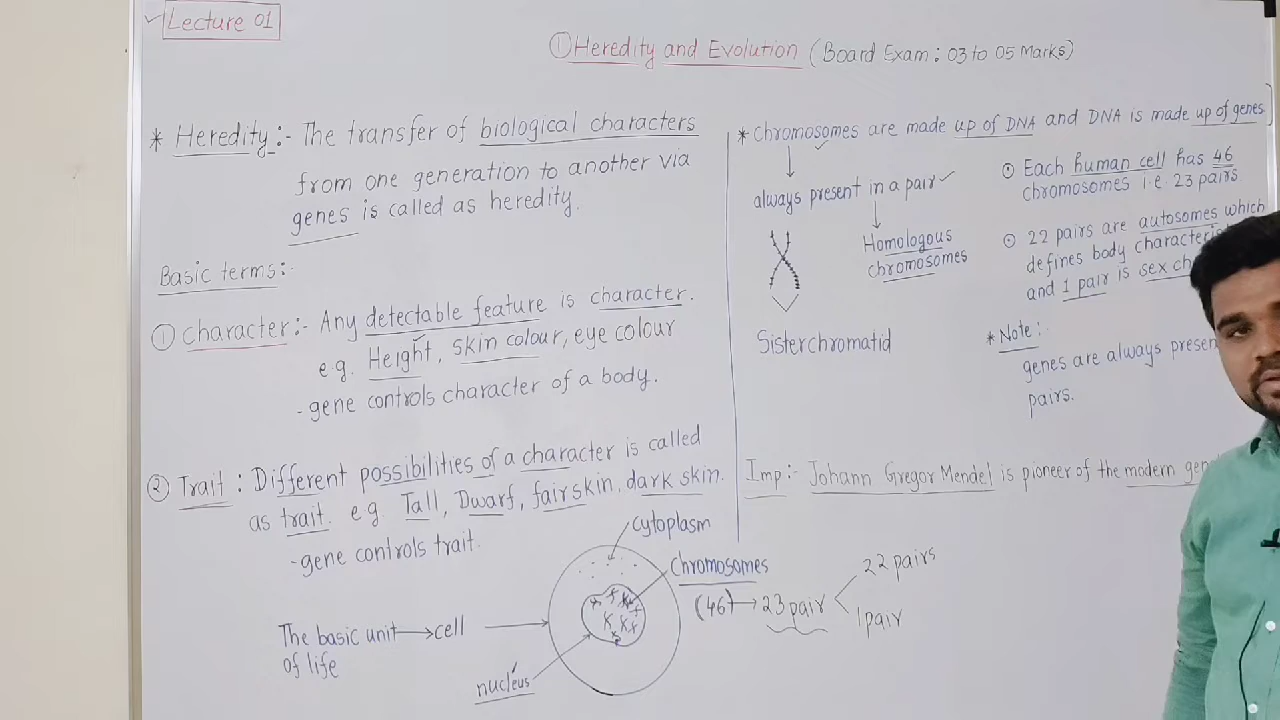 Lecture 01
① Heredity and Evolution (Board Exam: 03 to 05 Marks)
* Heredity:- The transfer of biological characters
from one generation to another via
genes is called as heredity.
Basic terms:-
① Character:- Any detectable feature is character.
e.g. Height, skin colour, eye colour
- gene controls character of a body.
② Trait: Different possibilities of a character is called
as trait. e.g. Tall, Dwarf, fairskin, dark skin.
- gene controls trait.
The basic unit → cell
of life
cytoplasm
Chromosomes
(46) → 23 pair
22 pairs
1 pair
nucleus
* chromosomes are made up of DNA and DNA is made up of genes
always present in a pair
Homologous
chromosomes
Sisterchromatid
⊙ Each human cell has 46
chromosomes i.e. 23 pairs.
⊙ 22 pairs are autosomes which
defines body
and 1 pair is sex
* Note:-
genes are always
pairs.
Imp:- Johann Gregor Mendel is pioneer of the modern